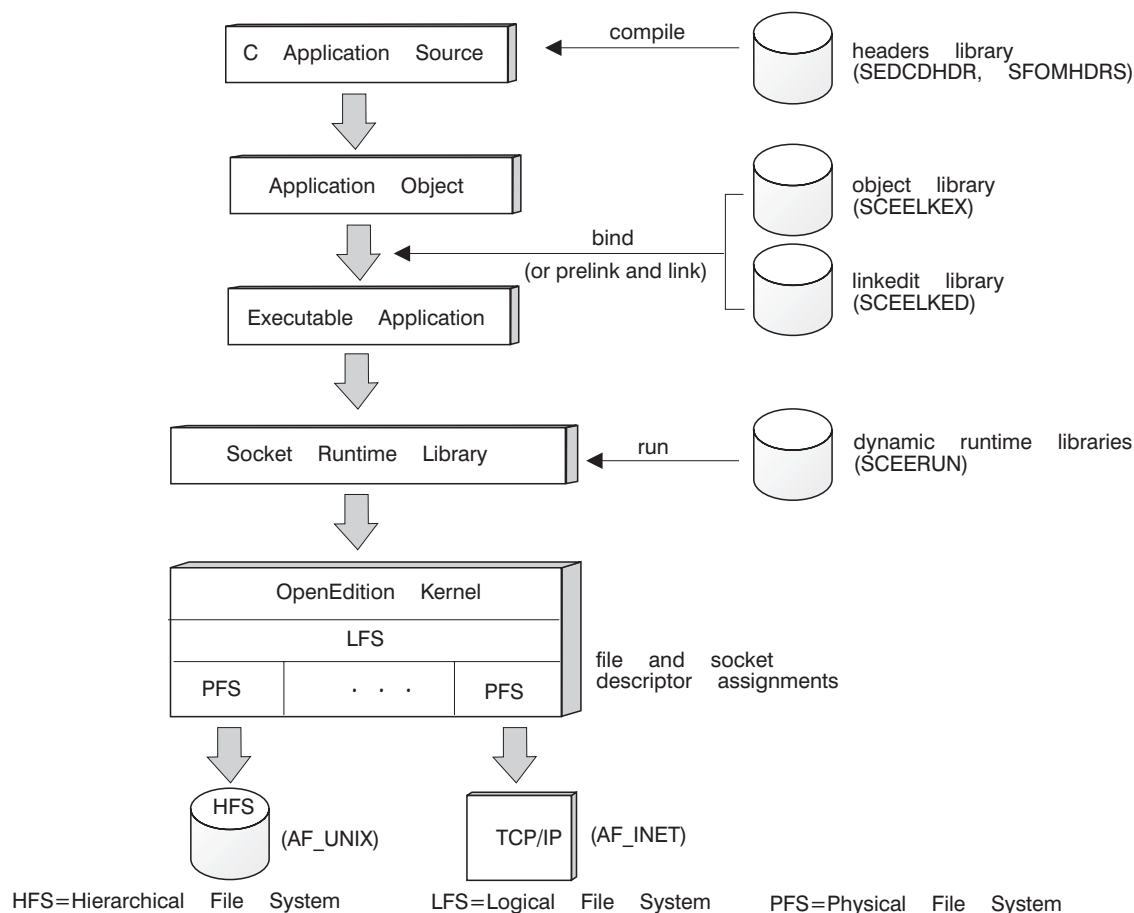 C Application Source
compile
headers library
(SEDCDHDR, SFOMHDRS)
Application Object
object library
(SCEELKEX)
bind
(or prelink and link)
linkedit library
(SCEELKED)
Executable Application
Socket Runtime Library
run
dynamic runtime libraries
(SCEERUN)
OpenEdition Kernel
LFS
PFS
. . .
PFS
file and socket
descriptor assignments
HFS
(AF_UNIX)
TCP/IP
(AF_INET)
HFS=Hierarchical File System
LFS=Logical File System
PFS=Physical File System